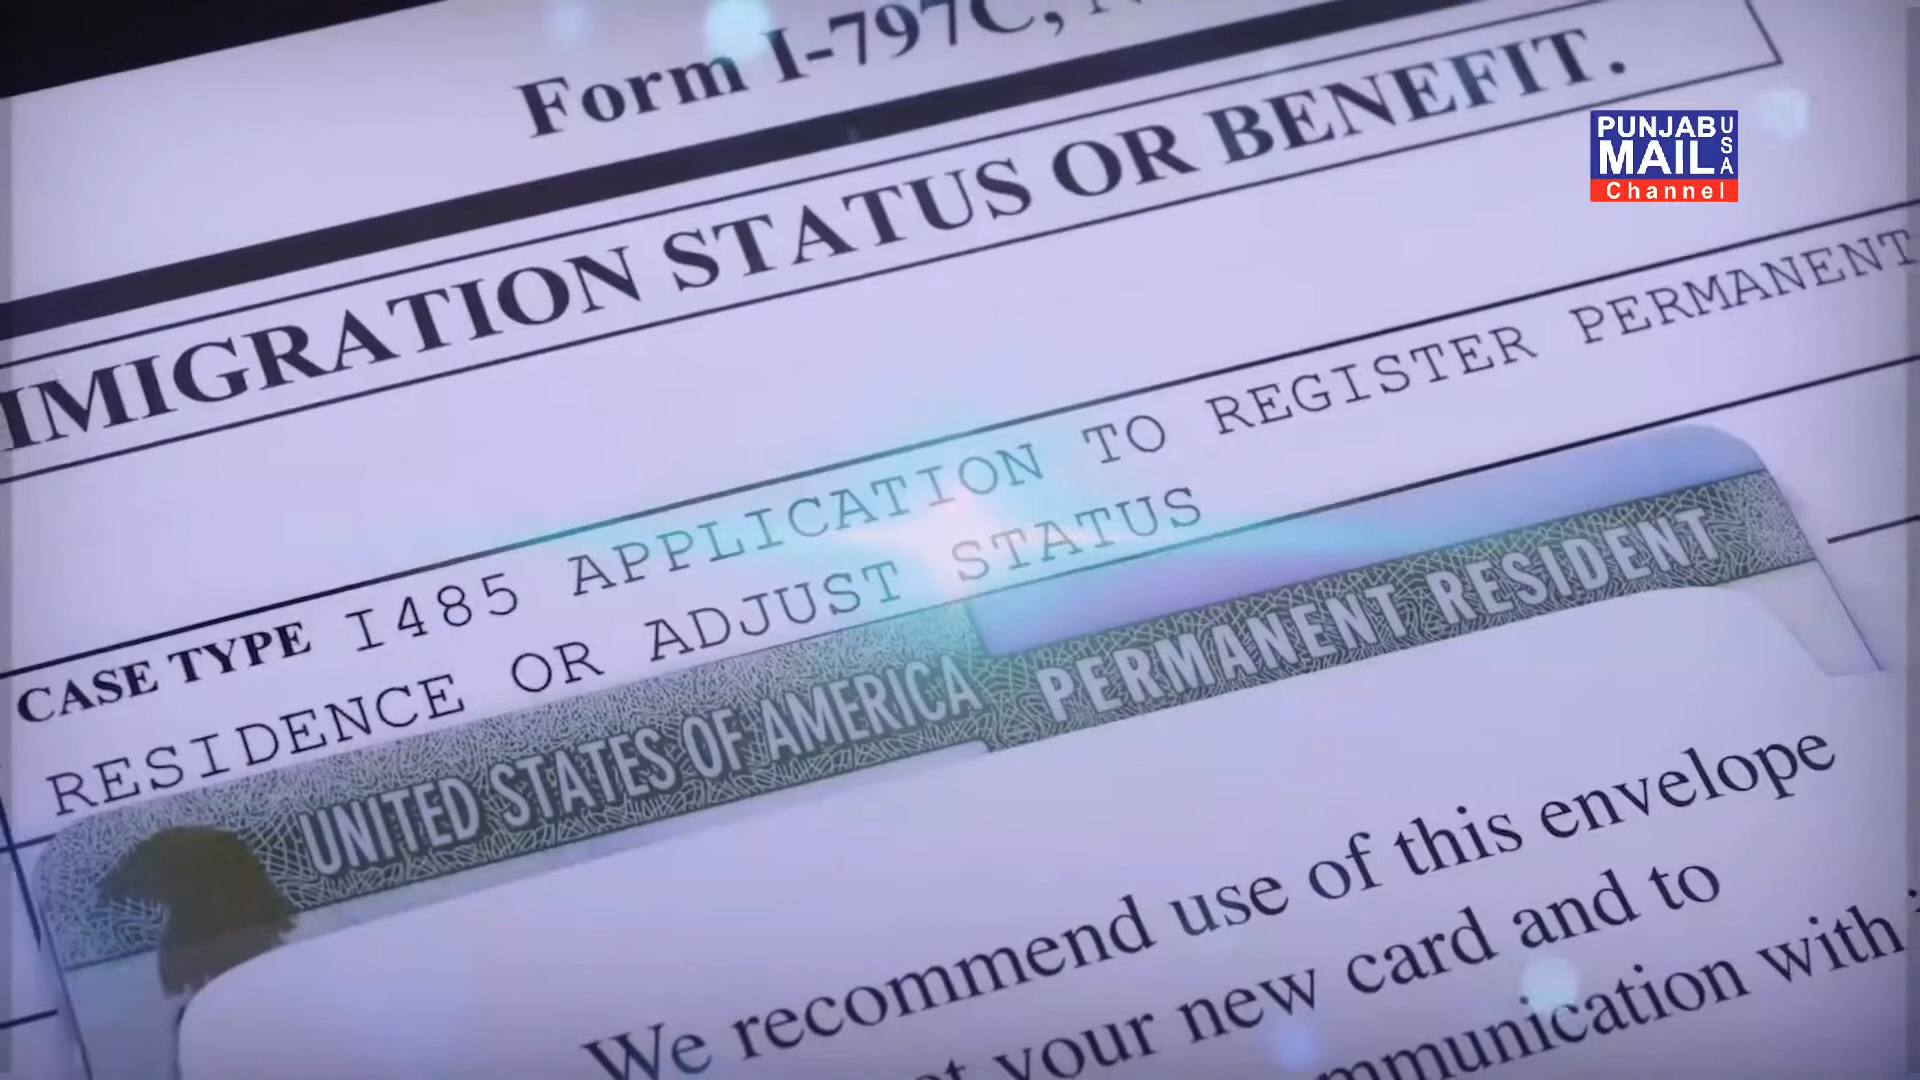 Form I-797C,
IMIGRATION STATUS OR BENEFIT.
PUNJAB USA
MAIL
Channel
CASE TYPE I485 APPLICATION TO REGISTER PERMANENT
RESIDENCE OR ADJUST STATUS
UNITED STATES OF AMERICA PERMANENT RESIDENT
We recommend use of this envelope
your new card and to
with